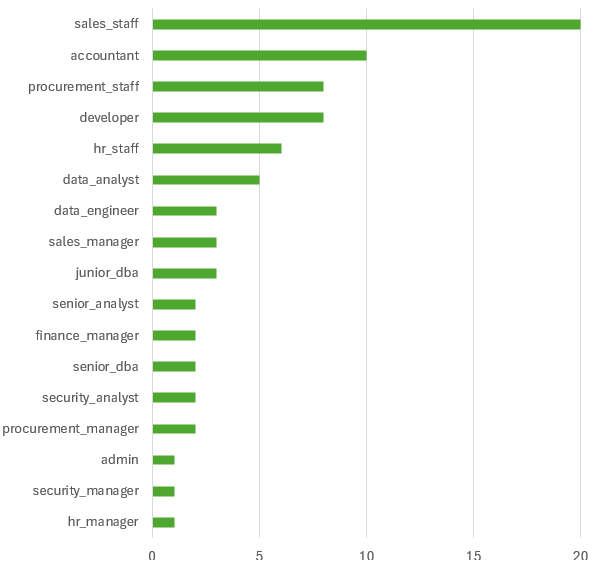 sales_staff
accountant
procurement_staff
developer
hr_staff
data_analyst
data_engineer
sales_manager
junior_dba
senior_analyst
finance_manager
senior_dba
security_analyst
procurement_manager
admin
security_manager
hr_manager
0 5 10 15 20